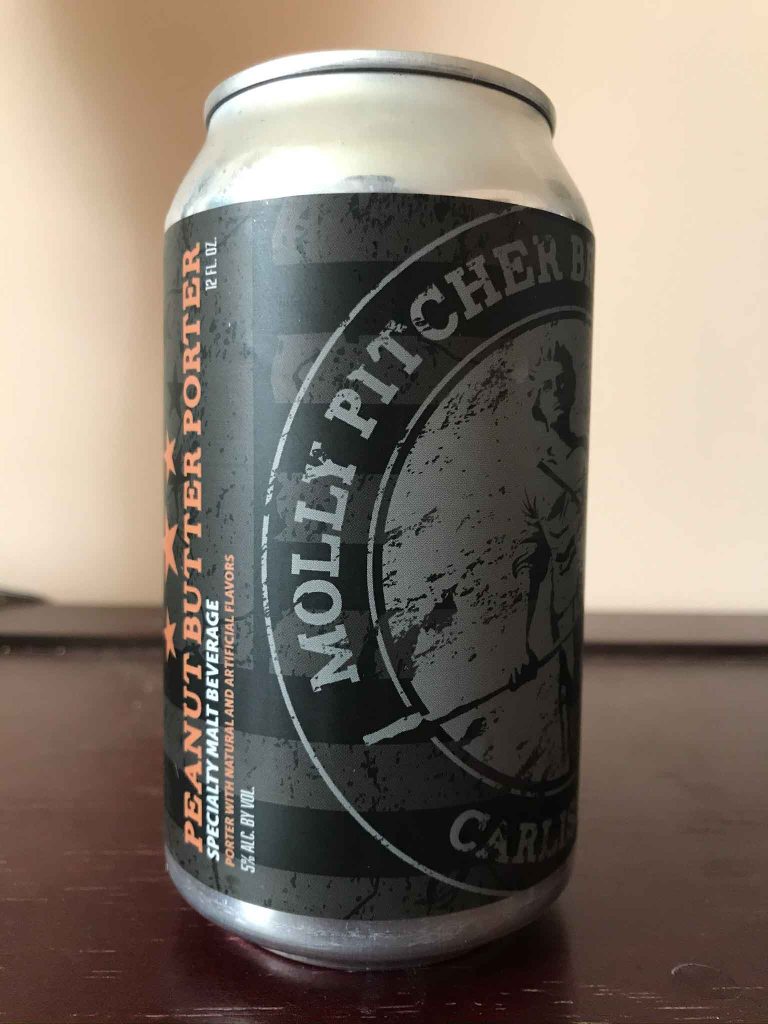 PEANUT BUTTER PORTER
SPECIALTY MALT BEVERAGE
PORTER WITH NATURAL AND ARTIFICIAL FLAVORS
5% ALC. BY VOL.
12 FL. OZ.
MOLLY PITCHER BR
CARLIS